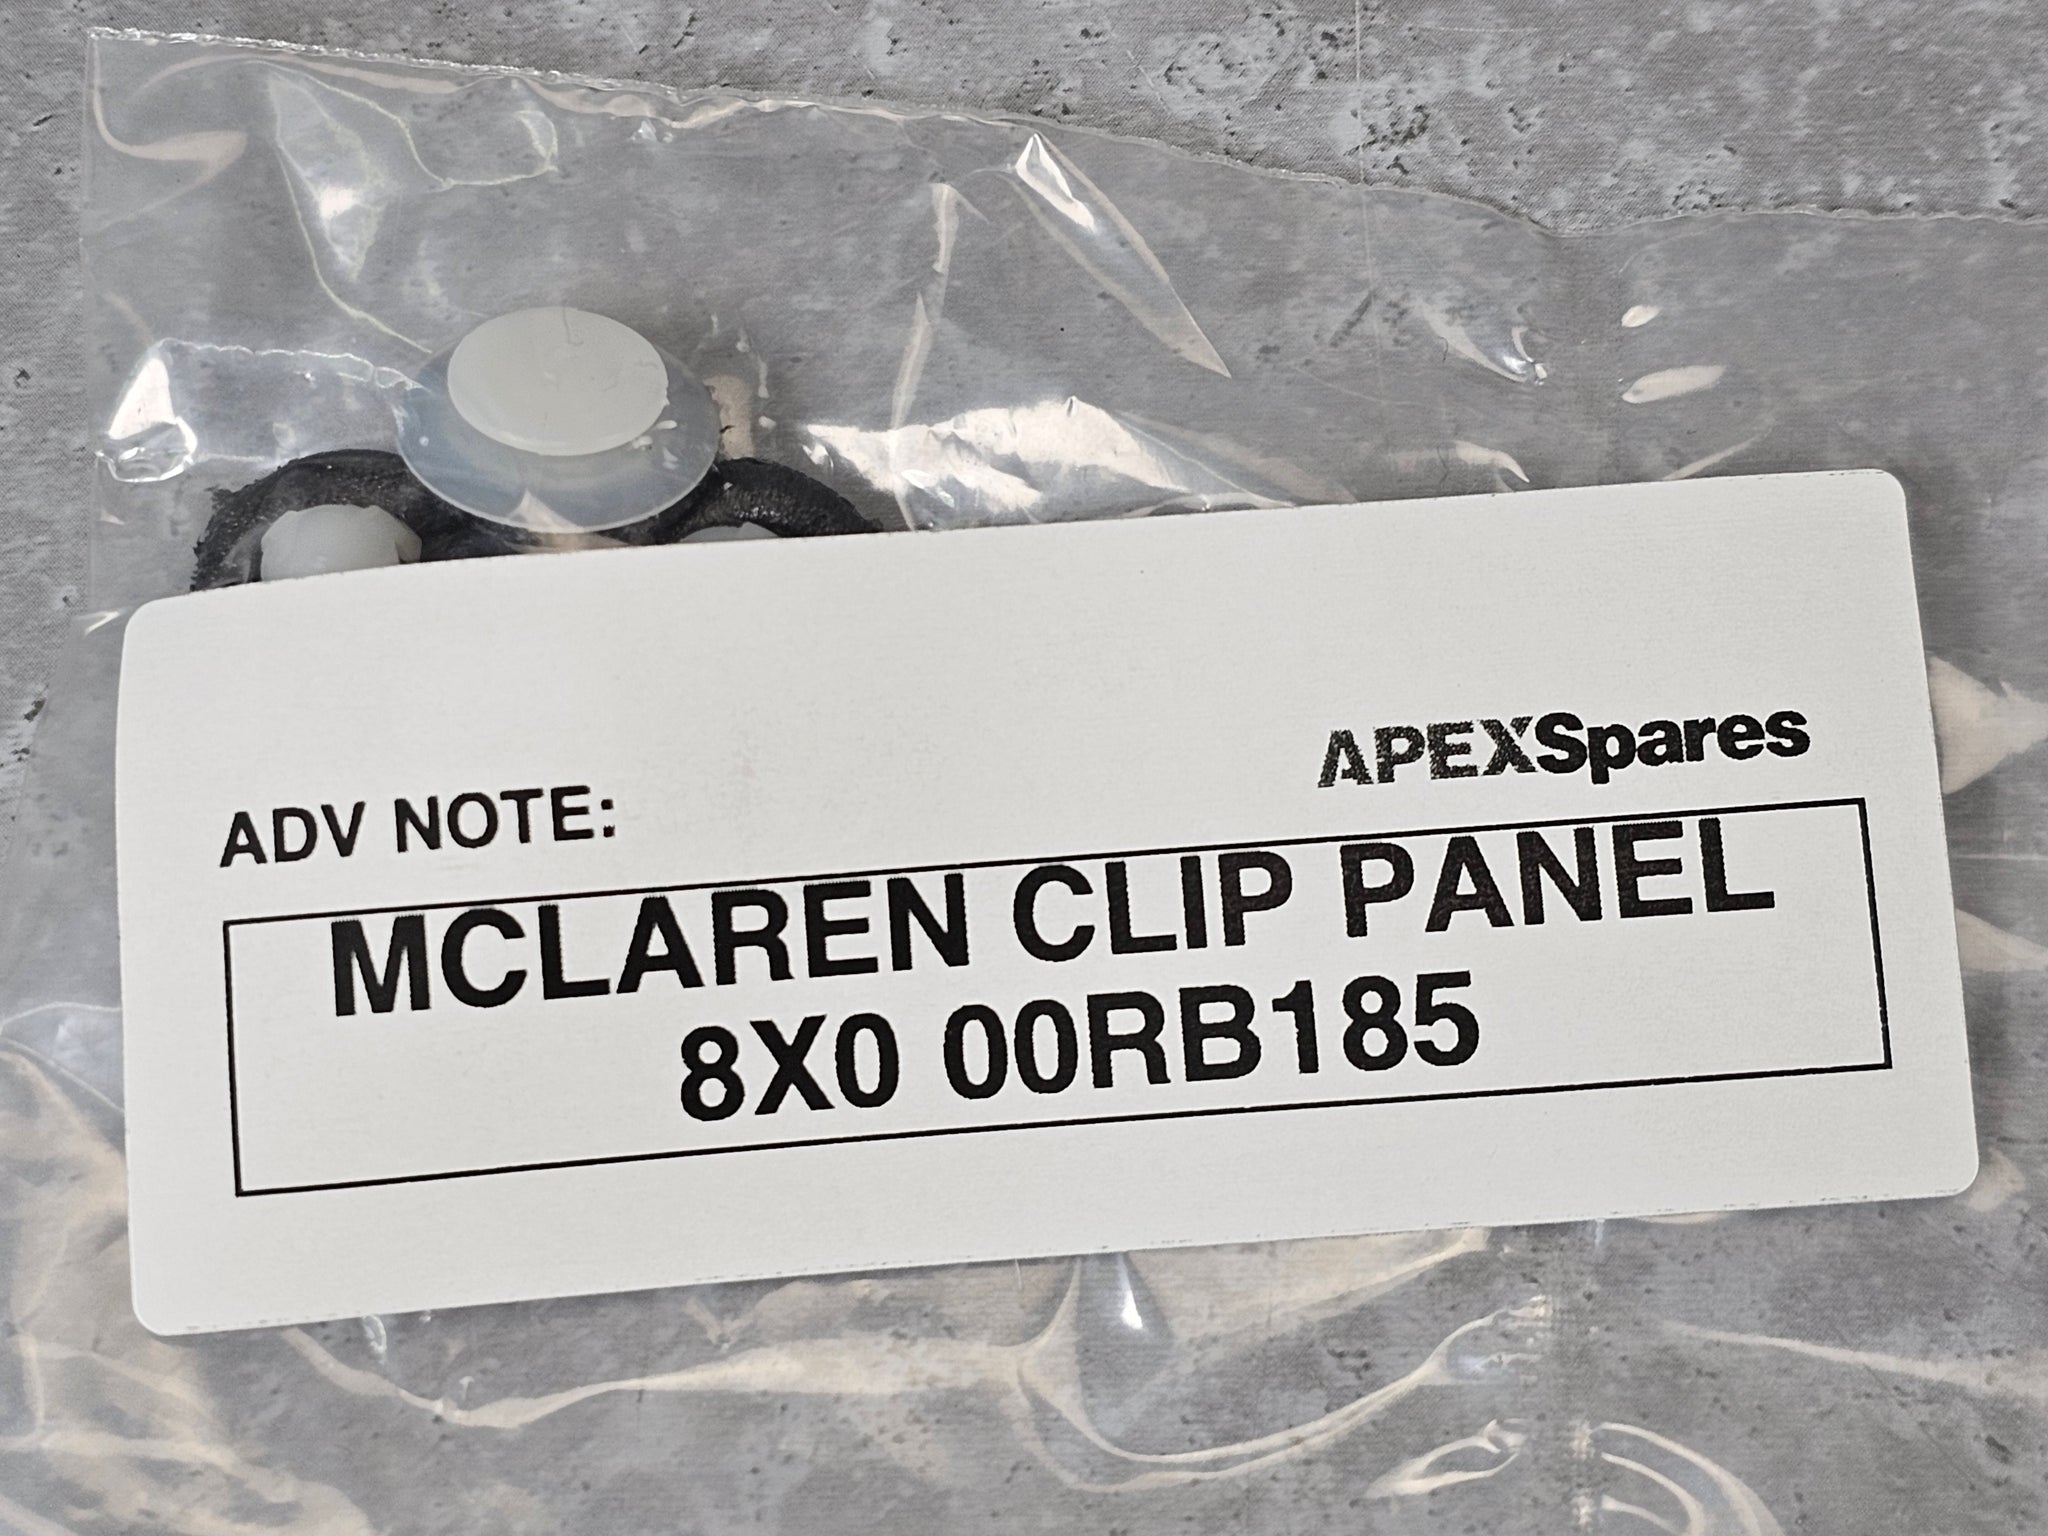 APEXSpares
ADV NOTE:
MCLAREN CLIP PANEL
8X0 00RB185